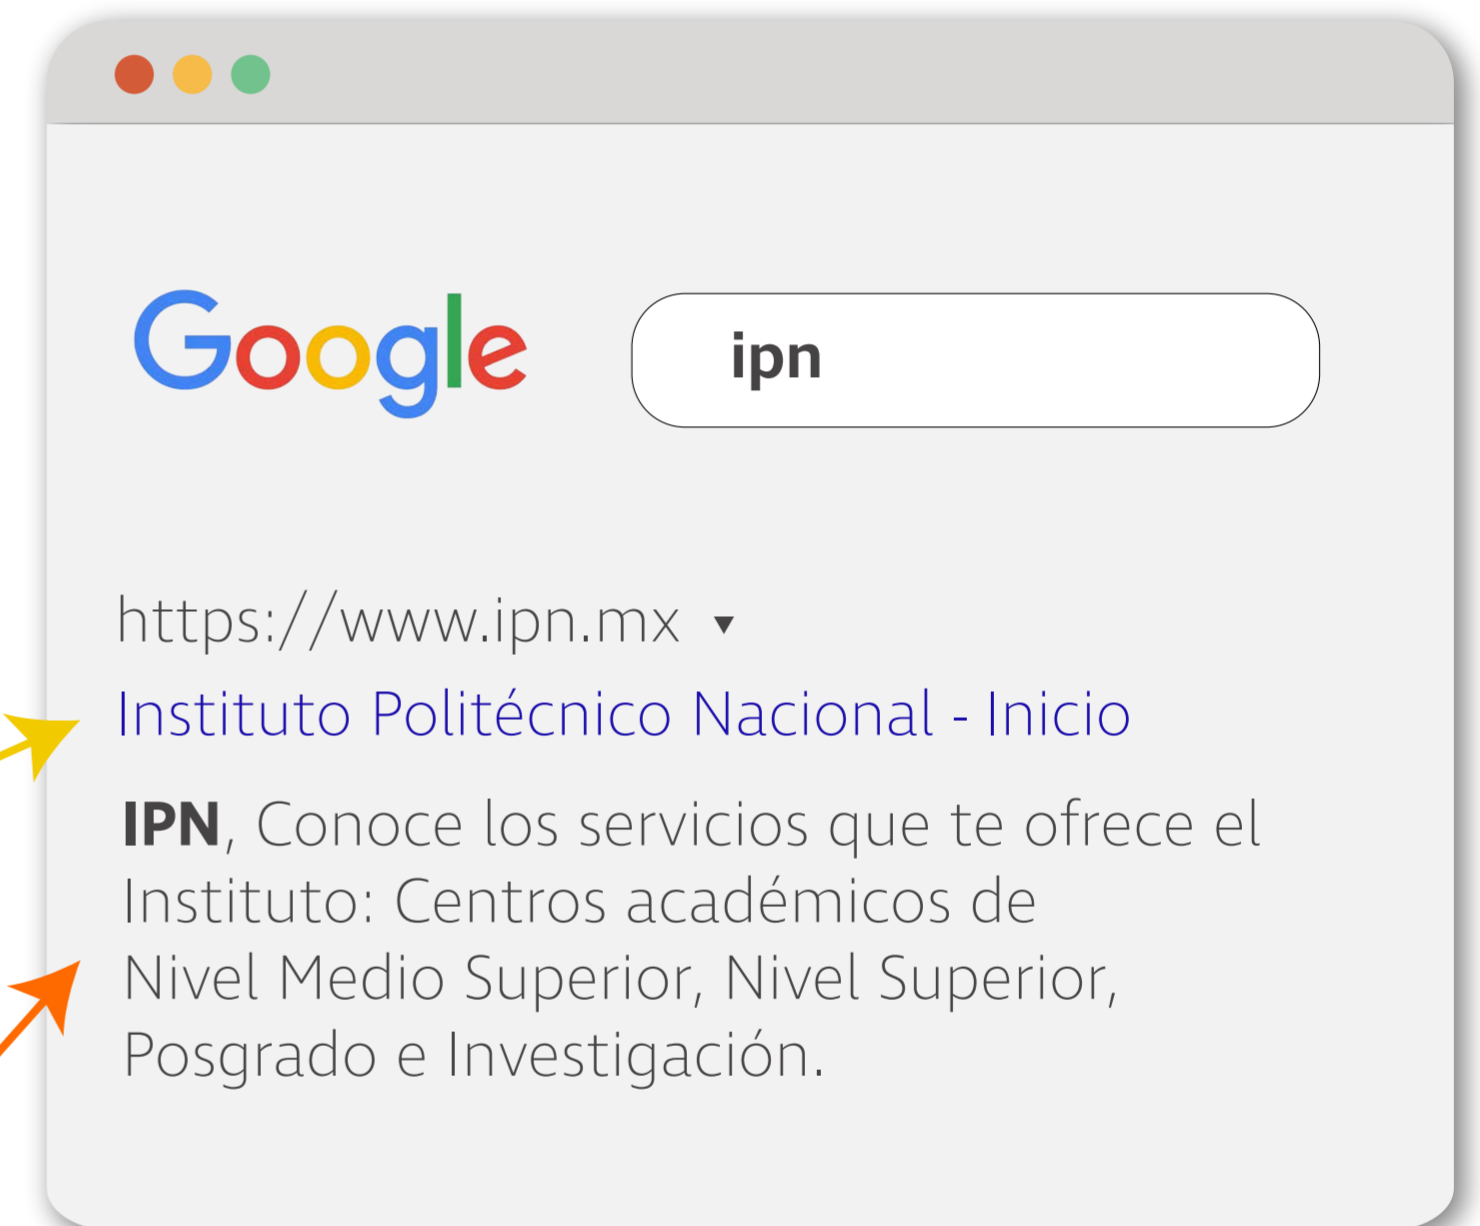 Google
ipn
https://www.ipn.mx
Instituto Politécnico Nacional - Inicio
IPN, Conoce los servicios que te ofrece el
Instituto: Centros académicos de
Nivel Medio Superior, Nivel Superior,
Posgrado e Investigación.